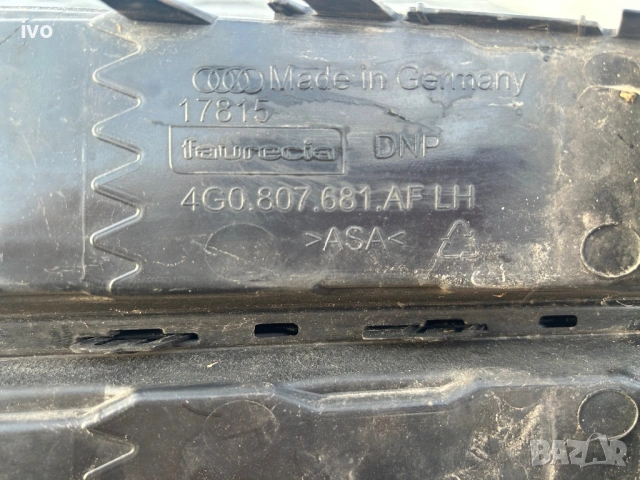 ivo
Made in Germany
17815
faurecia DNP
4G0.807.681.AF LH
>ASA<
BAZAR